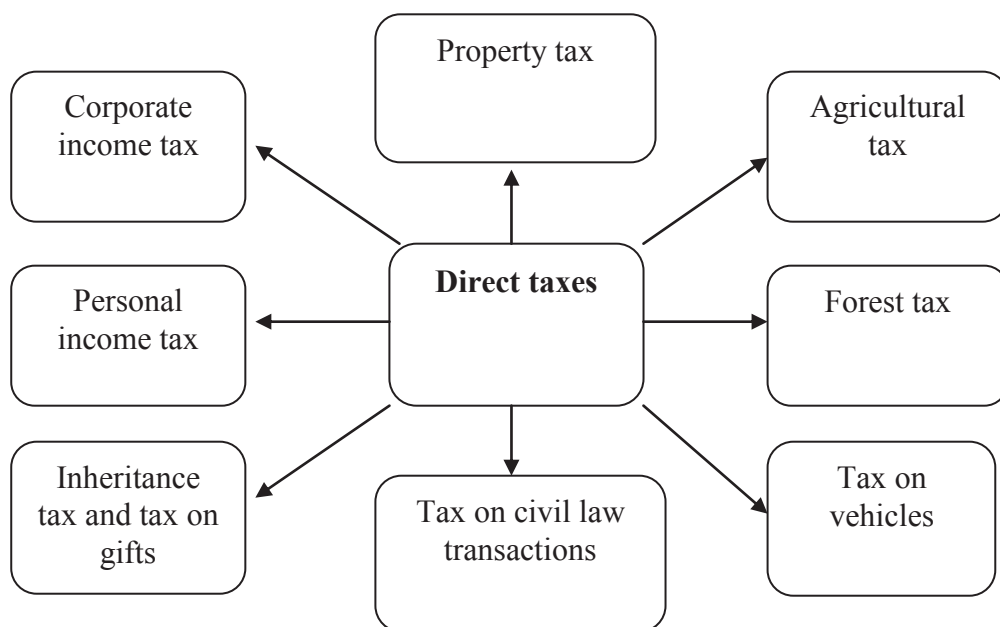 Property tax
Corporate
income tax
Agricultural
tax
Direct taxes
Personal
income tax
Forest tax
Inheritance
tax and tax on
gifts
Tax on civil law
transactions
Tax on
vehicles